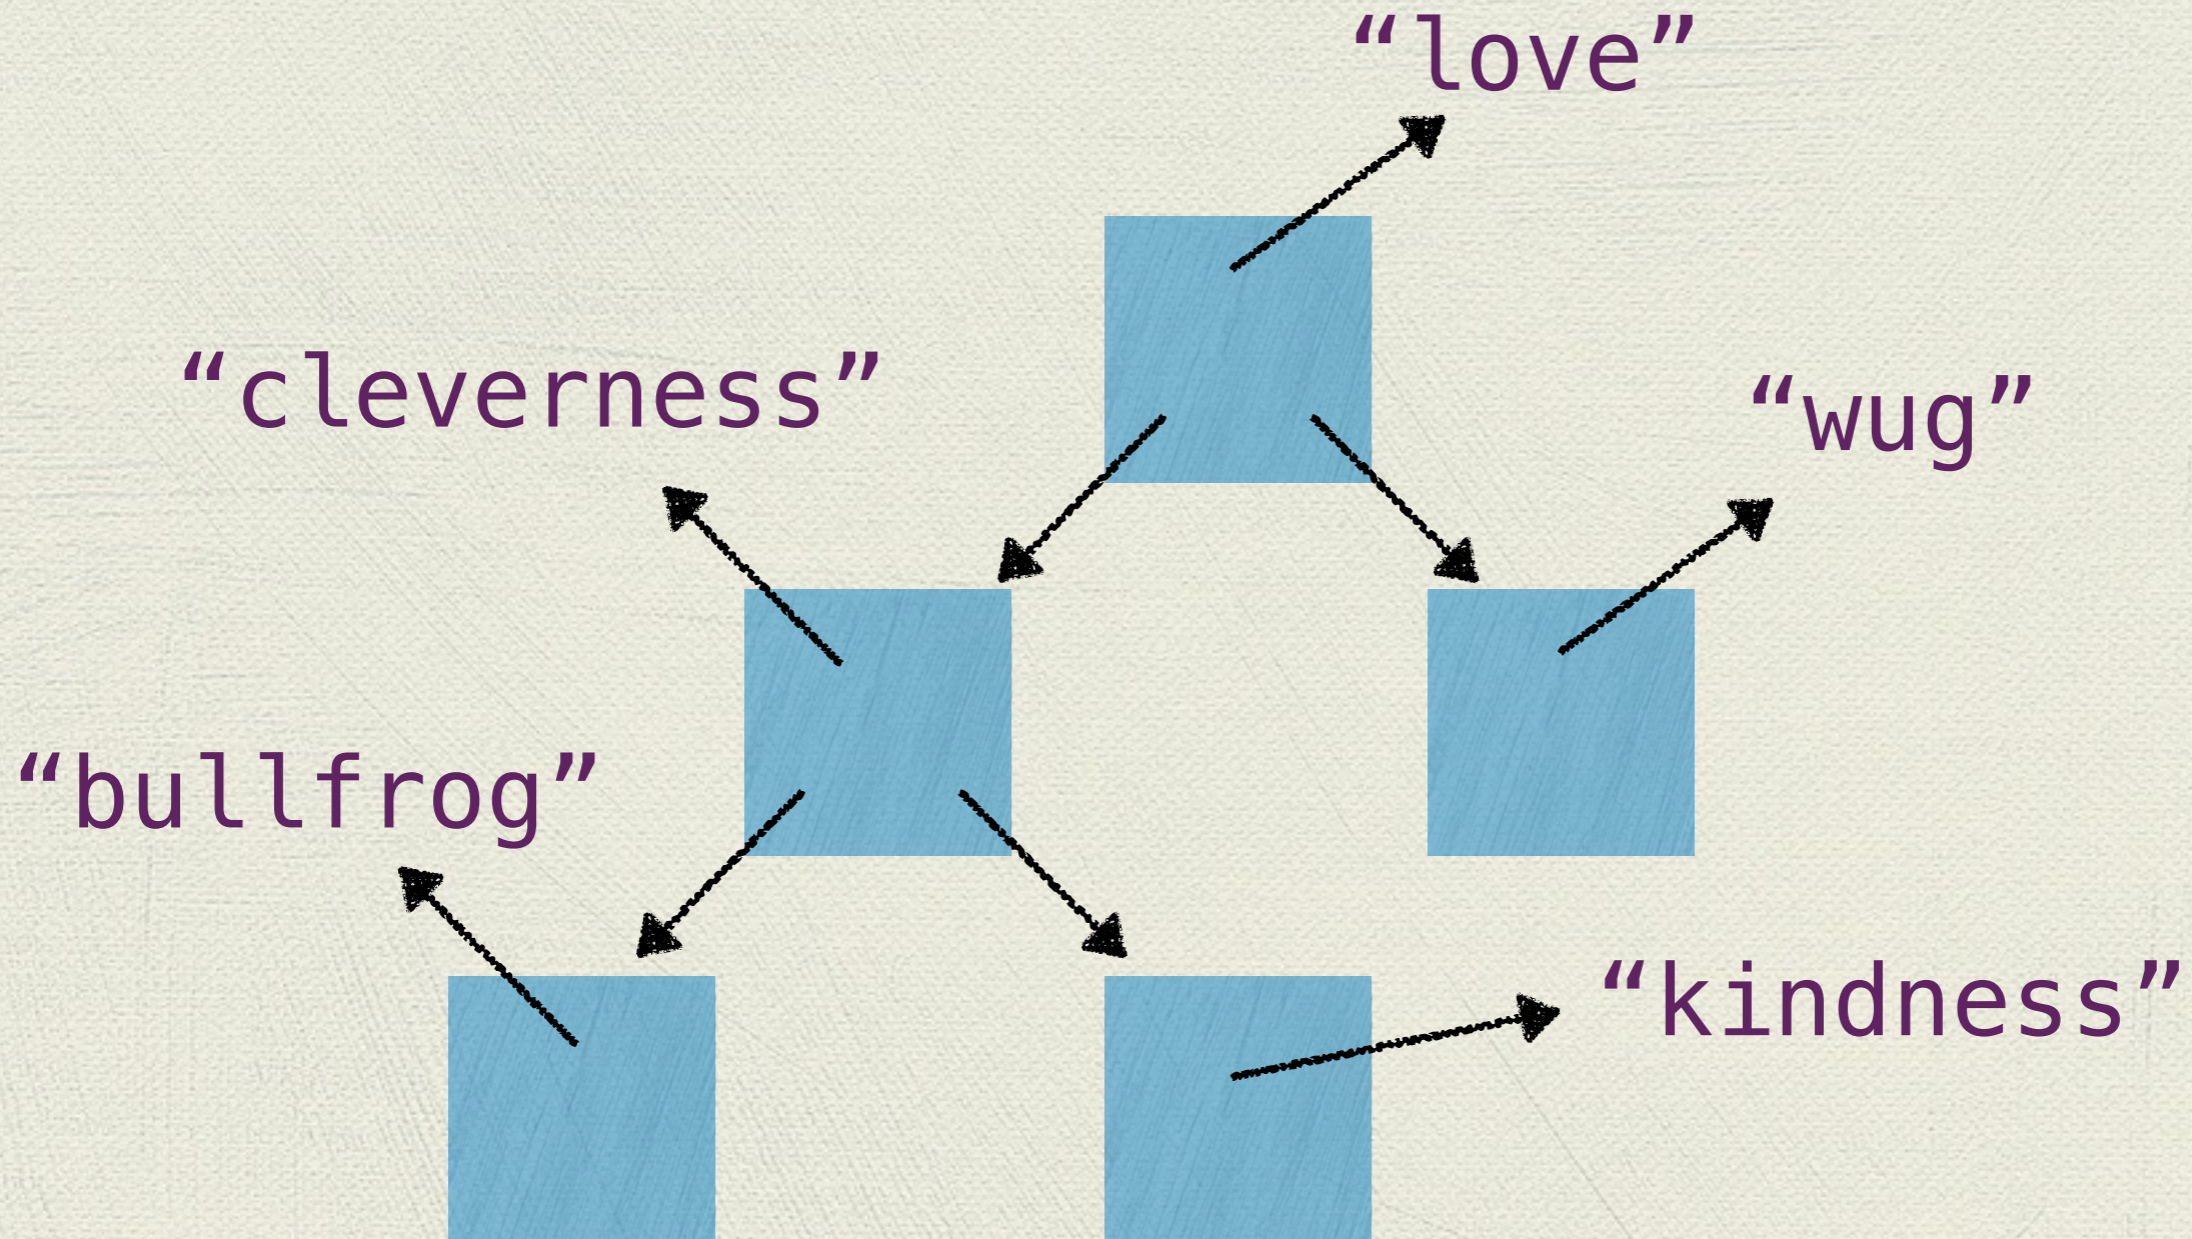 “love”
“cleverness”
“wug”
“bullfrog”
“kindness”